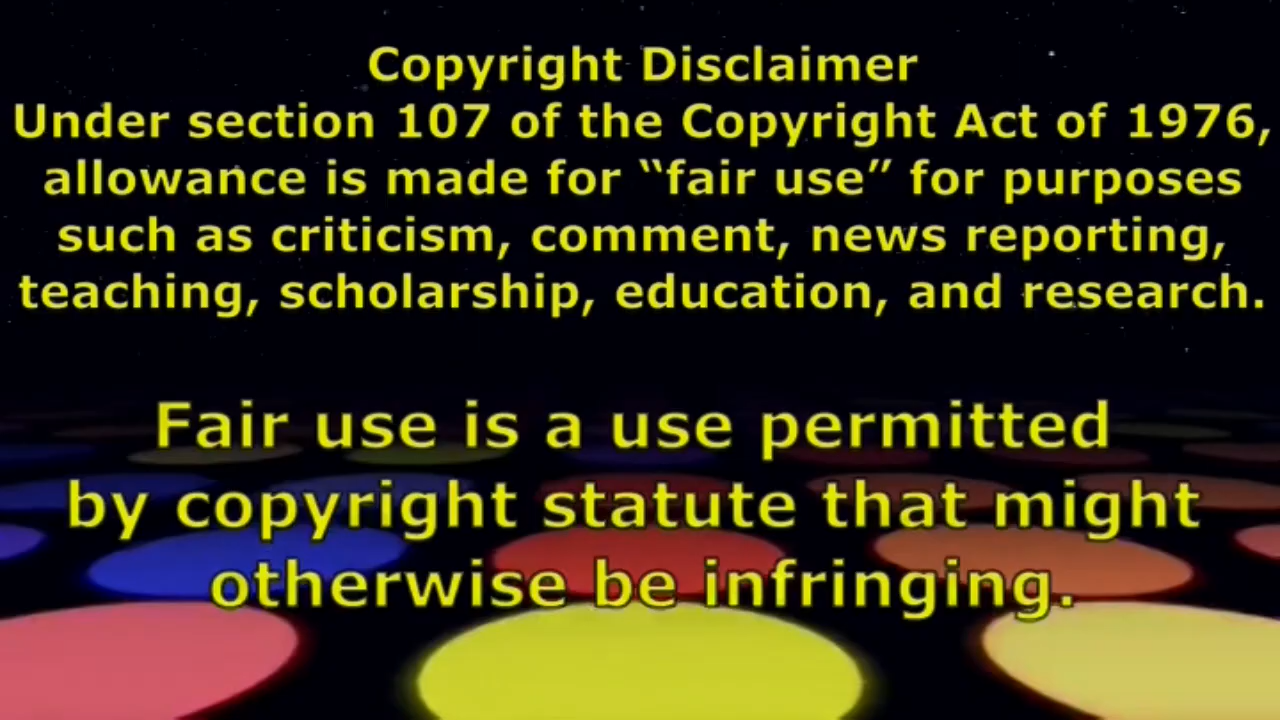 Copyright Disclaimer
Under section 107 of the Copyright Act of 1976,
allowance is made for “fair use” for purposes
such as criticism, comment, news reporting,
teaching, scholarship, education, and research.
Fair use is a use permitted
by copyright statute that might
otherwise be infringing.